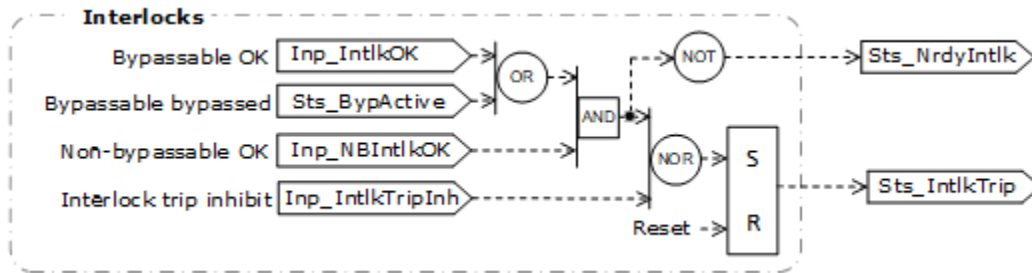 Interlocks
Bypassable OK
Inp_IntlkOK
OR
NOT
Sts_NrdyIntlk
Bypassable bypassed
Sts_BypActive
AND
Non-bypassable OK
Inp_NBIntlkOK
NOR
S
Interlock trip inhibit
Inp_IntlkTripInh
Sts_IntlkTrip
Reset
R